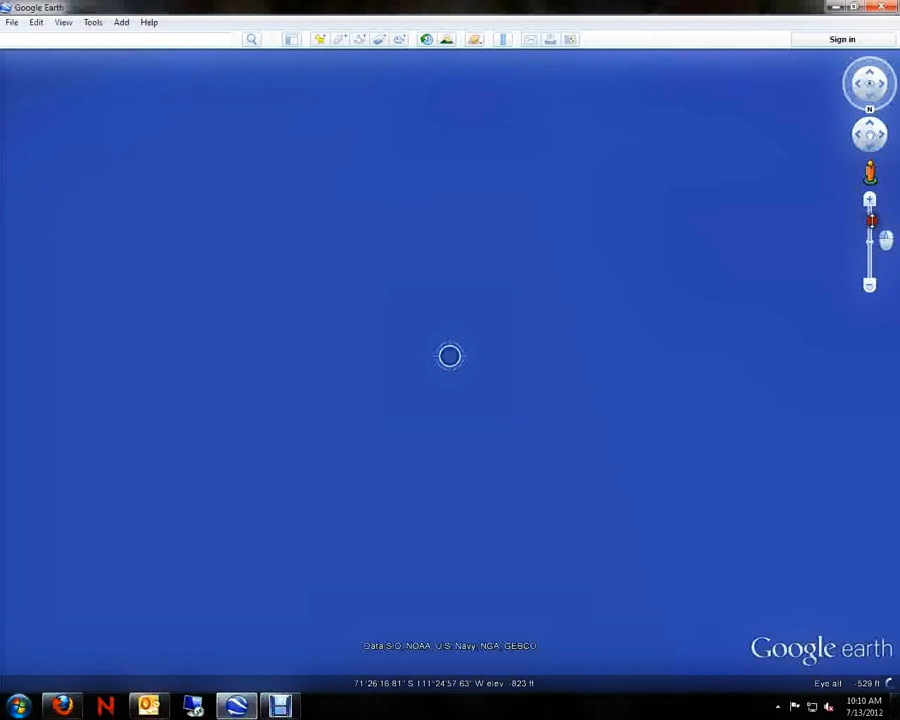 Google Earth
File Edit View Tools Add Help
Sign in
N
Data SIO, NOAA, U.S. Navy, NGA, GEBCO
Google earth
71°26'16.81" S 111°24'57.63" W elev -823 ft
Eye alt -529 ft
10:10 AM
7/13/2012